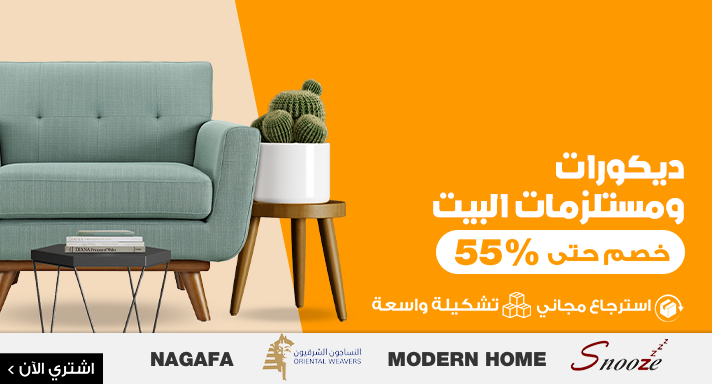 ديكورات
ومستلزمات البيت
خصم حتى 55%
استرجاع مجاني
تشكيلة واسعة
Snooze zzzz
MODERN HOME
النساجون الشرقيون
ORIENTAL WEAVERS
NAGAFA
اشتري الآن >